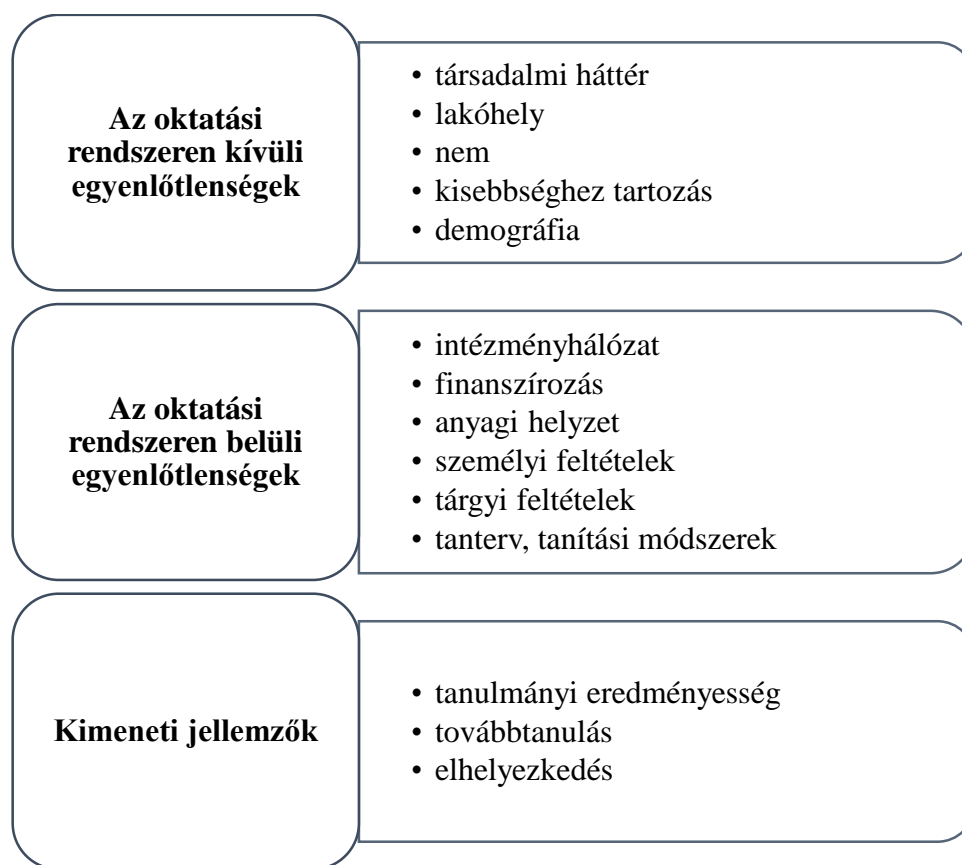 Az oktatási
rendszeren kívüli
egyenlőtlenségek
• társadalmi háttér
• lakóhely
• nem
• kisebbséghez tartozás
• demográfia
Az oktatási
rendszeren belüli
egyenlőtlenségek
• intézményhálózat
• finanszírozás
• anyagi helyzet
• személyi feltételek
• tárgyi feltételek
• tanterv, tanítási módszerek
Kimeneti jellemzők
• tanulmányi eredményesség
• továbbtanulás
• elhelyezkedés